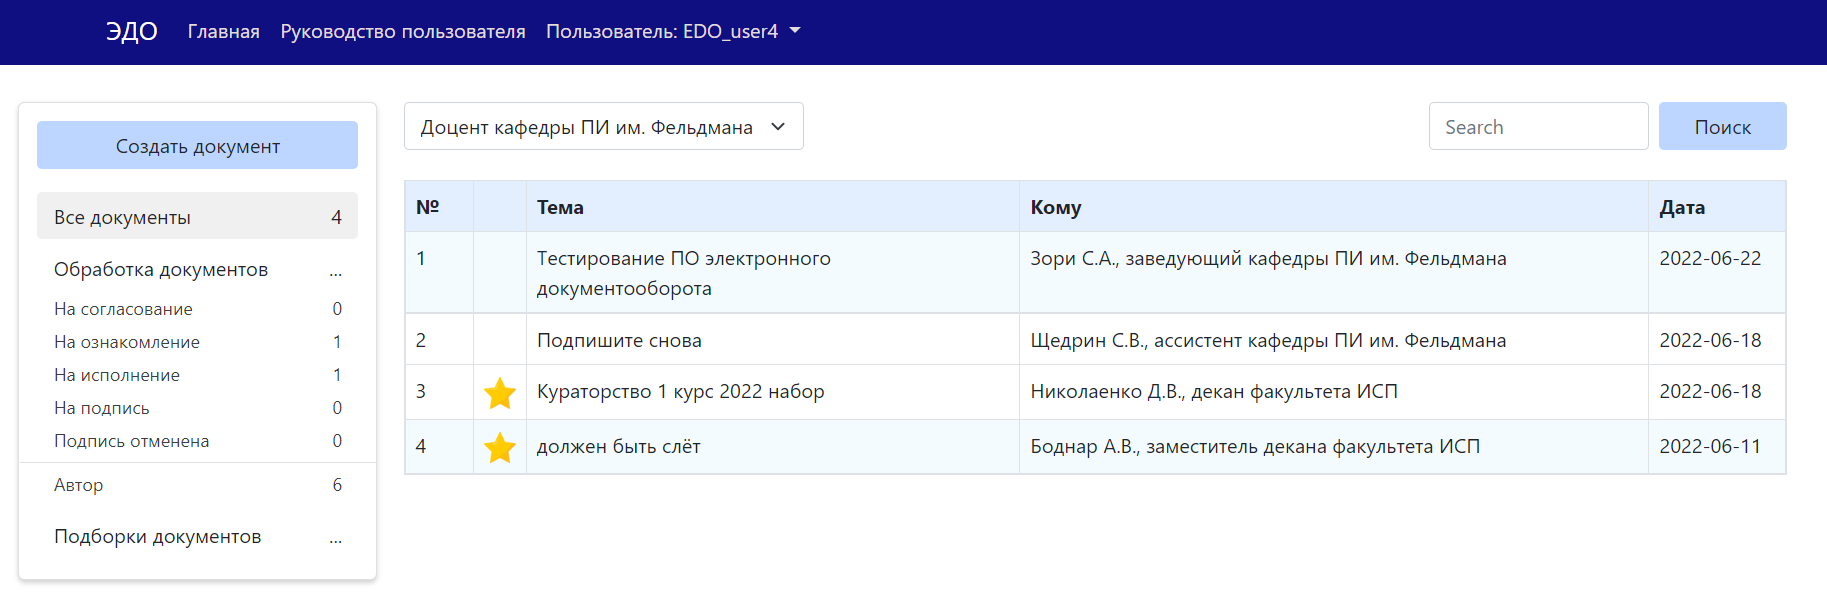 ЭДО Главная Руководство пользователя Пользователь: EDO_user4
Создать документ
Все документы 4
Обработка документов ...
На согласование 0
На ознакомление 1
На исполнение 1
На подпись 0
Подпись отменена 0
Автор 6
Подборки документов ...
Доцент кафедры ПИ им. Фельдмана
Search Поиск
№ Тема Кому Дата
1 Тестирование ПО электронного Зори С.А., заведующий кафедры ПИ им. Фельдмана 2022-06-22
документооборота
2 Подпишите снова Щедрин С.В., ассистент кафедры ПИ им. Фельдмана 2022-06-18
3 Кураторство 1 курс 2022 набор Николаенко Д.В., декан факультета ИСП 2022-06-18
4 должен быть слёт Боднар А.В., заместитель декана факультета ИСП 2022-06-11